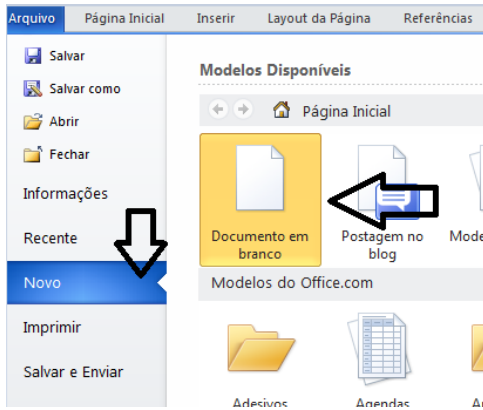 Arquivo Página Inicial Inserir Layout da Página Referências
Salvar
Salvar como
Abrir
Fechar
Informações
Recente
Novo
Imprimir
Salvar e Enviar
Modelos Disponíveis
Página Inicial
Documento em
branco
Postagem no
blog
Modelos do Office.com
Adesivos
Agendas